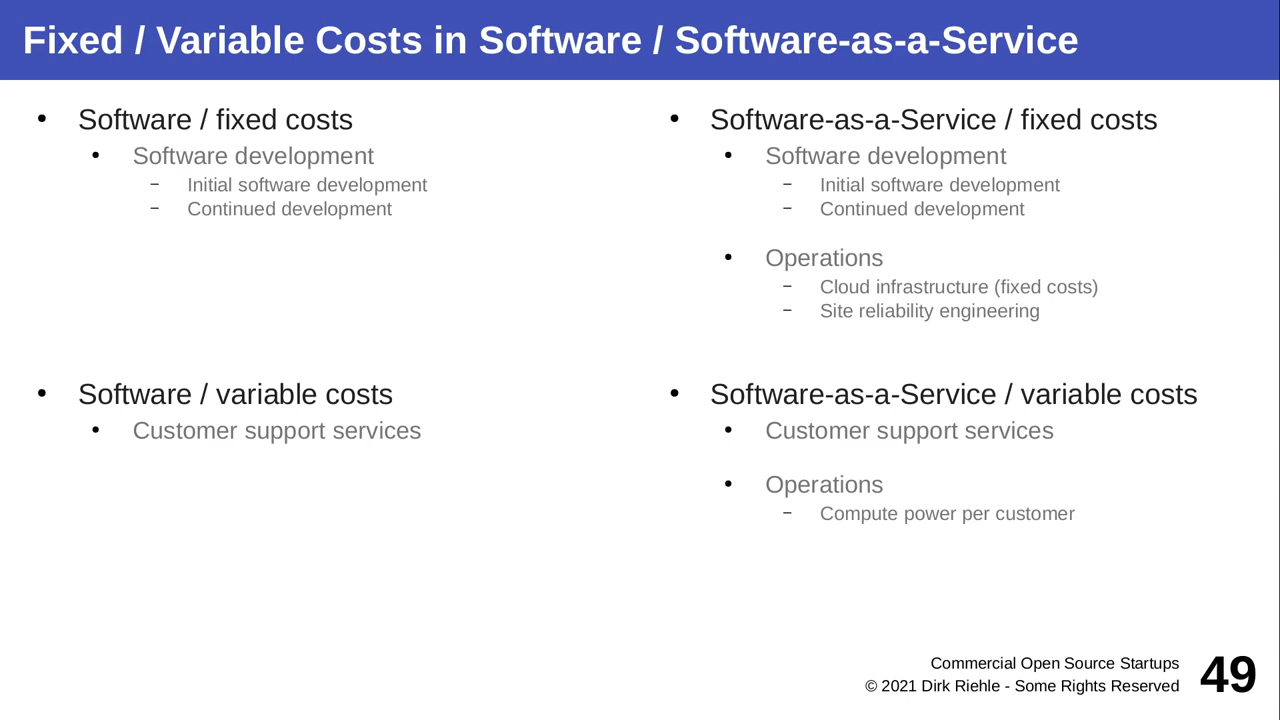 Fixed / Variable Costs in Software / Software-as-a-Service
• Software / fixed costs
• Software development
– Initial software development
– Continued development
• Software / variable costs
• Customer support services
• Software-as-a-Service / fixed costs
• Software development
– Initial software development
– Continued development
• Operations
– Cloud infrastructure (fixed costs)
– Site reliability engineering
• Software-as-a-Service / variable costs
• Customer support services
• Operations
– Compute power per customer
Commercial Open Source Startups
© 2021 Dirk Riehle - Some Rights Reserved
49